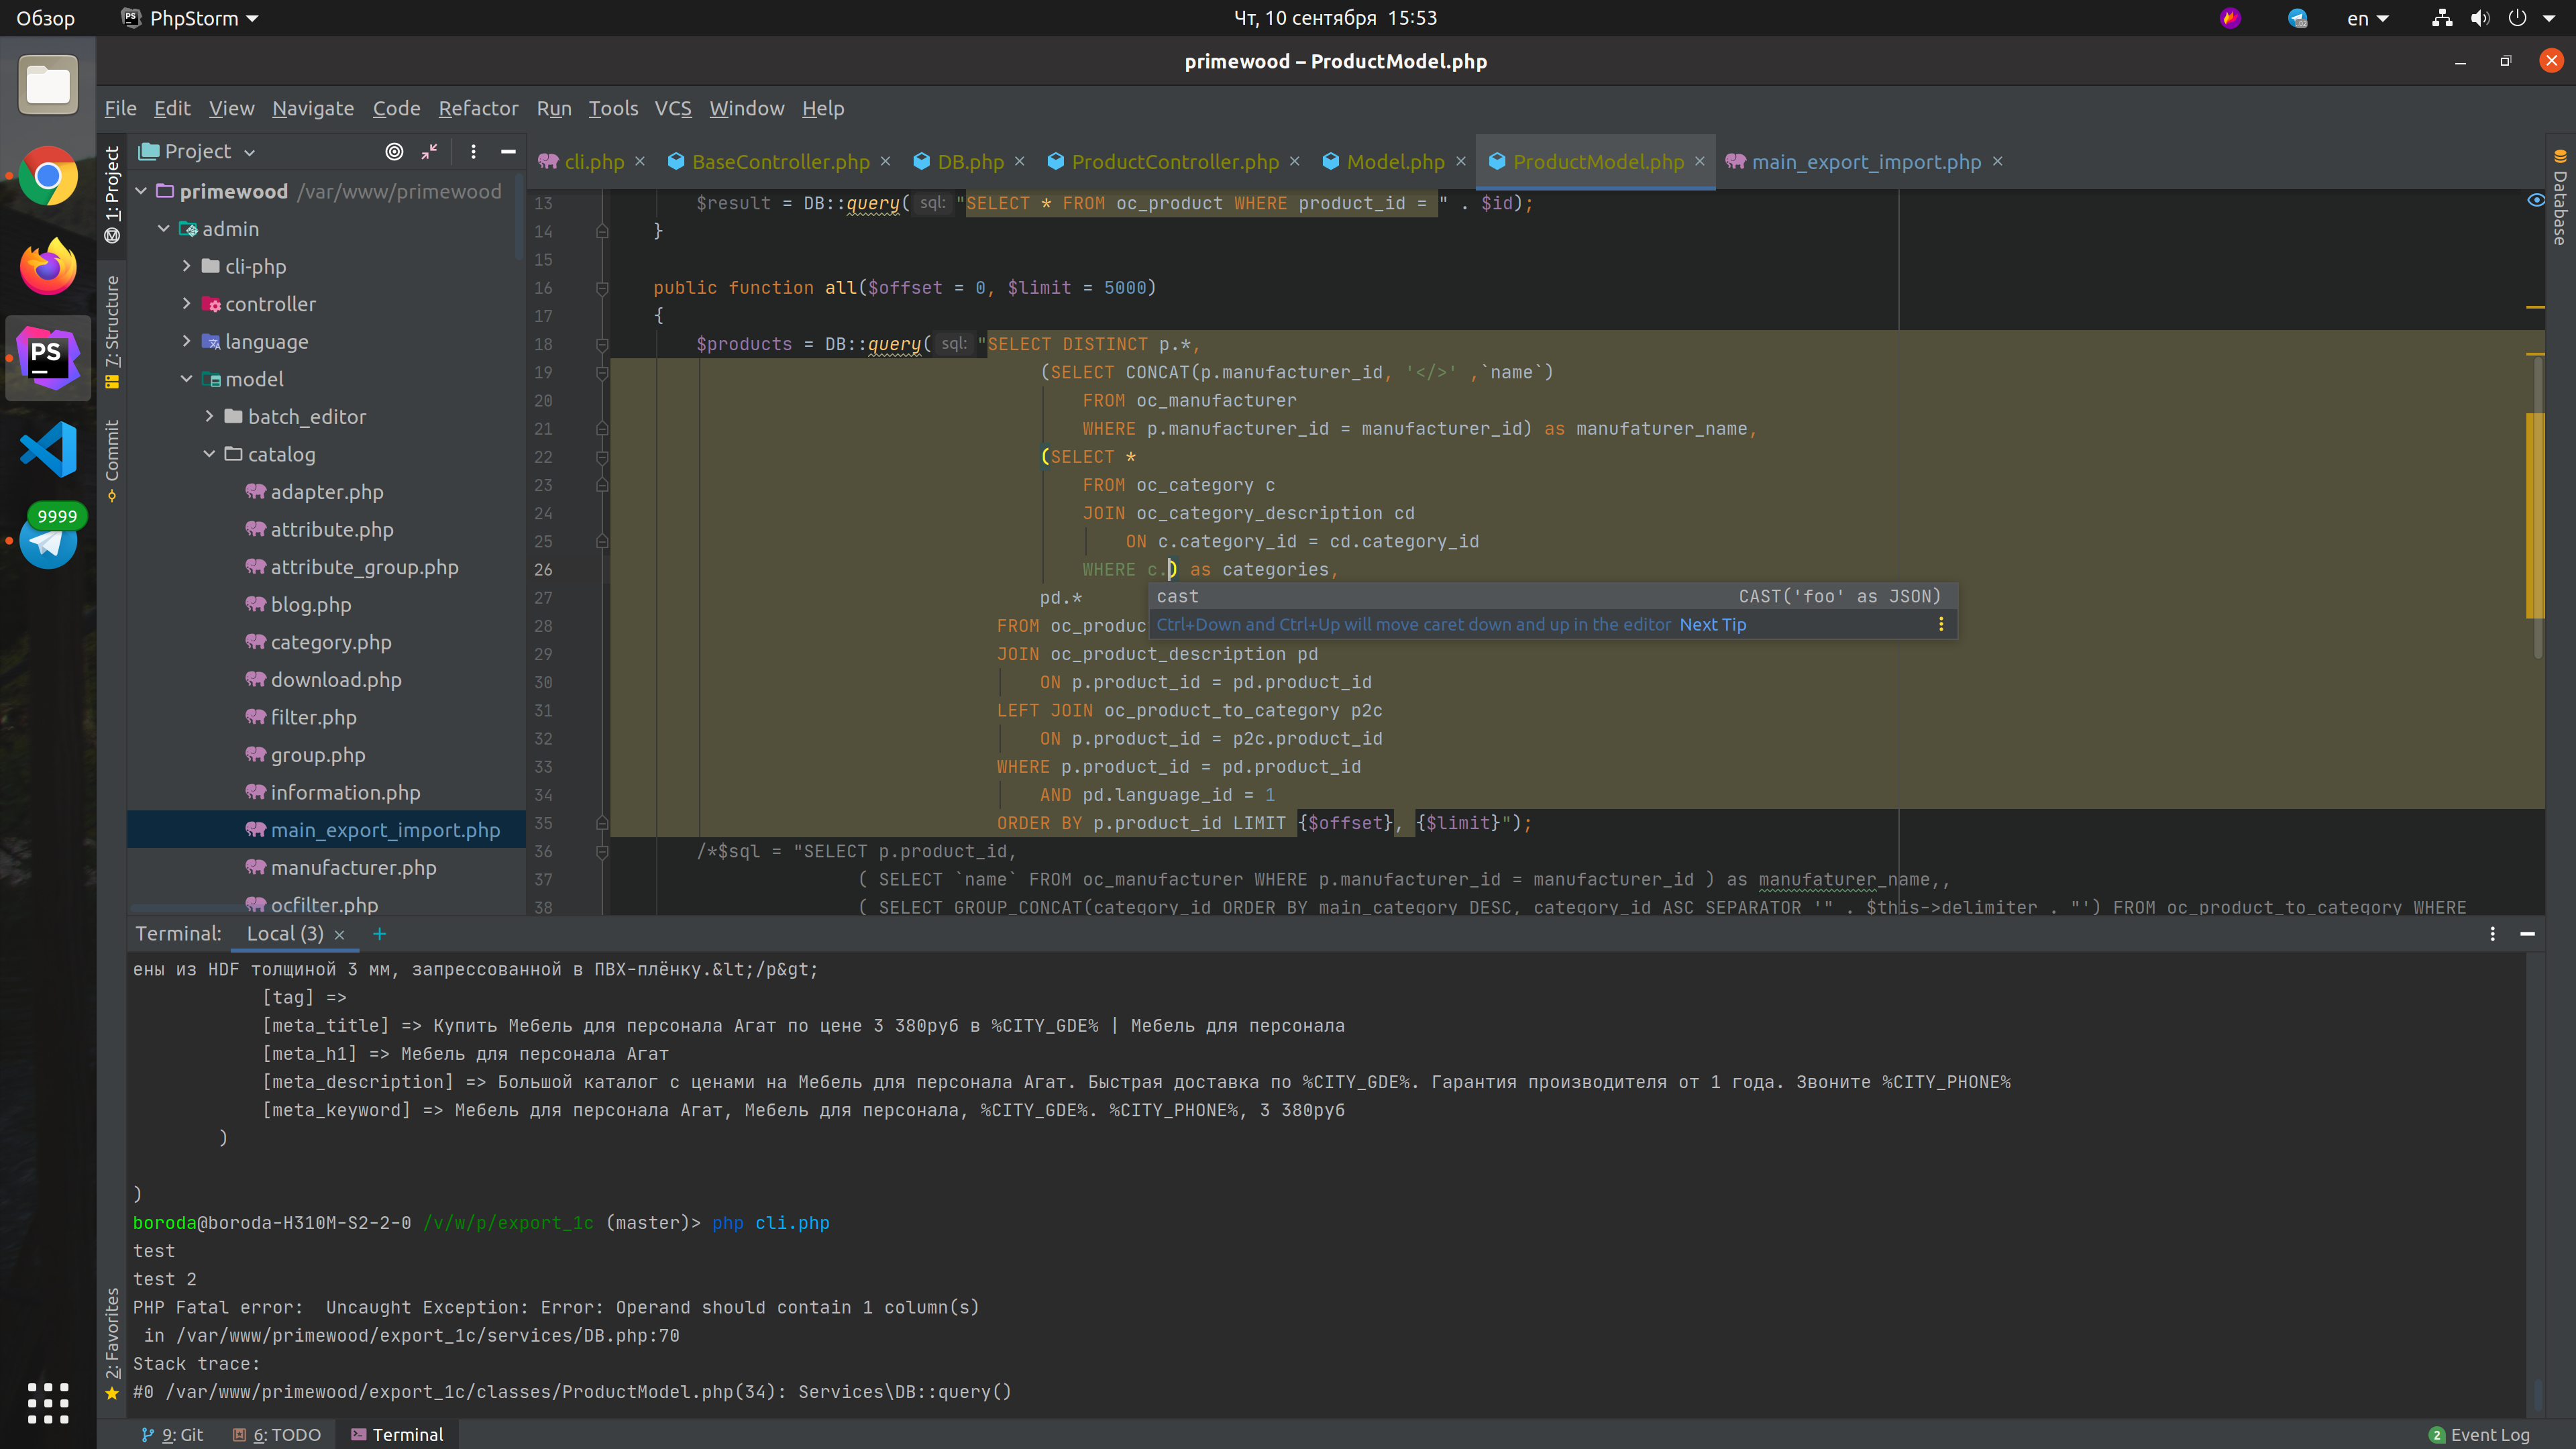 Обзор
PhpStorm
Чт, 10 сентября 15:53
en
primewood – ProductModel.php
File Edit View Navigate Code Refactor Run Tools VCS Window Help
Project
cli.php
BaseController.php
DB.php
ProductController.php
Model.php
ProductModel.php
main_export_import.php
1: Project
7: Structure
Commit
2: Favorites
Database
PS
9999
primewood /var/www/primewood
admin
cli-php
controller
language
model
batch_editor
catalog
adapter.php
attribute.php
attribute_group.php
blog.php
category.php
download.php
filter.php
group.php
information.php
main_export_import.php
manufacturer.php
ocfilter.php
13 $result = DB::query( sql: "SELECT * FROM oc_product WHERE product_id = " . $id);
14 }
15
16 public function all($offset = 0, $limit = 5000)
17 {
18 $products = DB::query( sql: "SELECT DISTINCT p.*,
19 (SELECT CONCAT(p.manufacturer_id, '</>' ,`name`)
20 FROM oc_manufacturer
21 WHERE p.manufacturer_id = manufacturer_id) as manufaturer_name,
22 (SELECT *
23 FROM oc_category c
24 JOIN oc_category_description cd
25 ON c.category_id = cd.category_id
26 WHERE c.) as categories,
27 pd.*
cast CAST('foo' as JSON)
Ctrl+Down and Ctrl+Up will move caret down and up in the editor Next Tip
28 FROM oc_produc
29 JOIN oc_product_description pd
30 ON p.product_id = pd.product_id
31 LEFT JOIN oc_product_to_category p2c
32 ON p.product_id = p2c.product_id
33 WHERE p.product_id = pd.product_id
34 AND pd.language_id = 1
35 ORDER BY p.product_id LIMIT {$offset}, {$limit}");
36 /*$sql = "SELECT p.product_id,
37 ( SELECT `name` FROM oc_manufacturer WHERE p.manufacturer_id = manufacturer_id ) as manufaturer_name,,
38 ( SELECT GROUP_CONCAT(category_id ORDER BY main_category DESC, category_id ASC SEPARATOR '" . $this->delimiter . "') FROM oc_product_to_category WHERE
Terminal: Local (3) +
ены из HDF толщиной 3 мм, запрессованной в ПВХ-плёнку.&lt;/p&gt;
[tag] =>
[meta_title] => Купить Мебель для персонала Агат по цене 3 380руб в %CITY_GDE% | Мебель для персонала
[meta_h1] => Мебель для персонала Агат
[meta_description] => Большой каталог с ценами на Мебель для персонала Агат. Быстрая доставка по %CITY_GDE%. Гарантия производителя от 1 года. Звоните %CITY_PHONE%
[meta_keyword] => Мебель для персонала Агат, Мебель для персонала, %CITY_GDE%. %CITY_PHONE%, 3 380руб
)
)
boroda@boroda-H310M-S2-2-0 /v/w/p/export_1c (master)> php cli.php
test
test 2
PHP Fatal error:  Uncaught Exception: Error: Operand should contain 1 column(s)
in /var/www/primewood/export_1c/services/DB.php:70
Stack trace:
#0 /var/www/primewood/export_1c/classes/ProductModel.php(34): Services\DB::query()
9: Git 6: TODO Terminal
2 Event Log